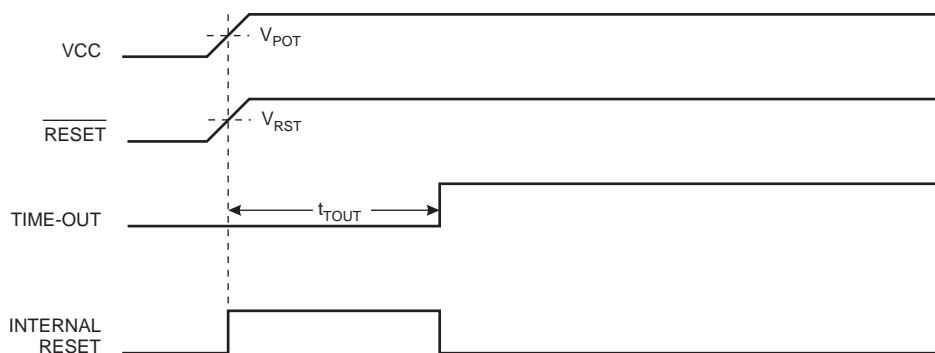 VCC
V_POT
RESET
V_RST
TIME-OUT
t_TOUT
INTERNAL
RESET